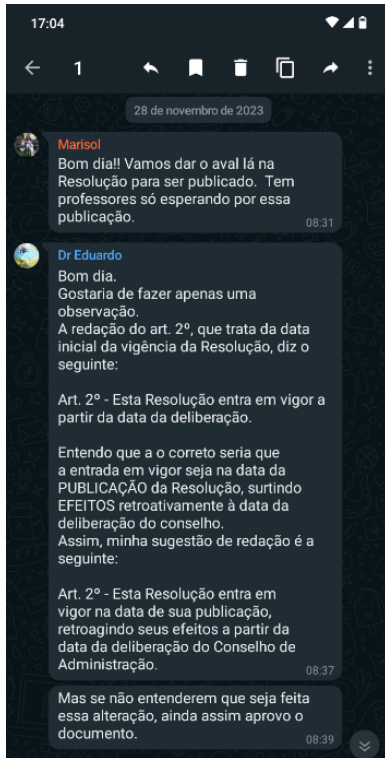 17:04
1
28 de novembro de 2023
Marisol
Bom dia!! Vamos dar o aval lá na
Resolução para ser publicado. Tem
professores só esperando por essa
publicação.
08:31
Dr Eduardo
Bom dia.
Gostaria de fazer apenas uma
observação.
A redação do art. 2º, que trata da data
inicial da vigência da Resolução, diz o
seguinte:
Art. 2º - Esta Resolução entra em vigor a
partir da data da deliberação.
Entendo que a o correto seria que
a entrada em vigor seja na data da
PUBLICAÇÃO da Resolução, surtindo
EFEITOS retroativamente à data da
deliberação do conselho.
Assim, minha sugestão de redação é a
seguinte:
Art. 2º - Esta Resolução entra em
vigor na data de sua publicação,
retroagindo seus efeitos a partir da
data da deliberação do Conselho de
Administração.
08:37
Mas se não entenderem que seja feita
essa alteração, ainda assim aprovo o
documento.
08:39